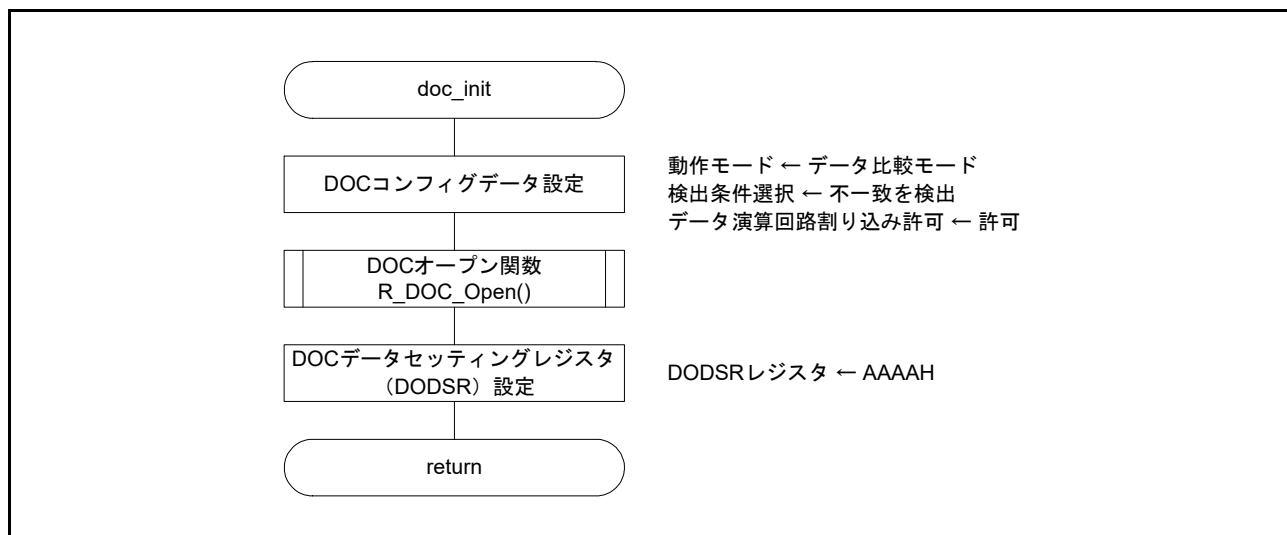 doc_init
DOCコンフィグデータ設定
動作モード ← データ比較モード
検出条件選択 ← 不一致を検出
データ演算回路割り込み許可 ← 許可
DOCオープン関数
R_DOC_Open()
DOCデータセッティングレジスタ
（DODSR）設定
DODSRレジスタ ← AAAAH
return